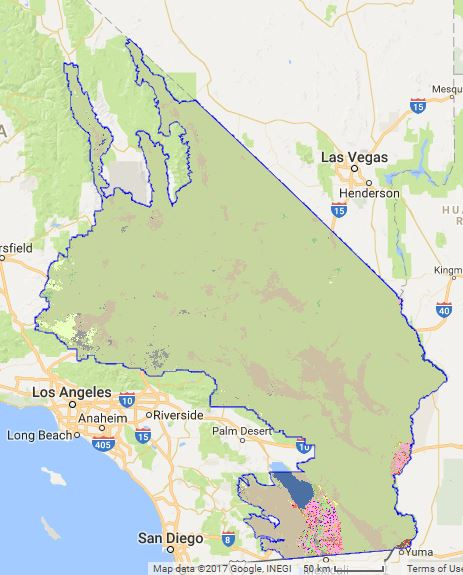 15
Mesqu
Las Vegas
Henderson
15
HUA
R
A
rsfield
Kingm
40
Los Angeles
10
Riverside
Anaheim
Long Beach
15
405
Palm Desert
10
8
San Diego
Yuma
Map data ©2017 Google, INEGI
50 km
Terms of Use